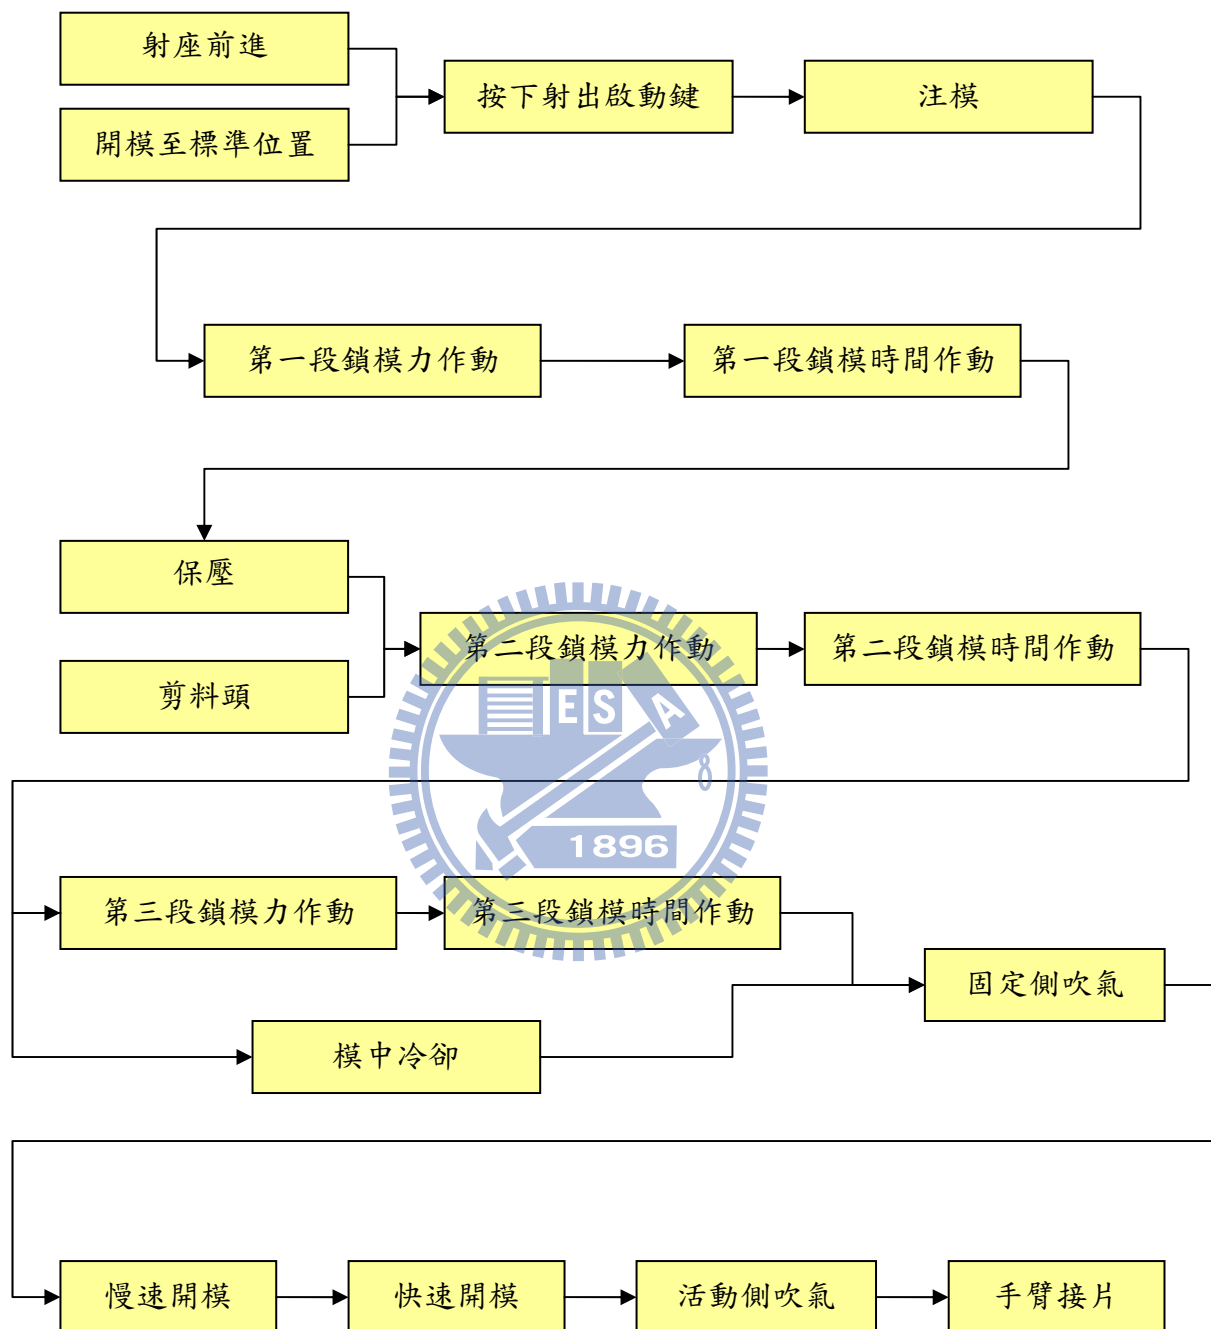 射座前進
開模至標準位置
按下射出啟動鍵
注模
第一段鎖模力作動
第一段鎖模時間作動
保壓
剪料頭
第二段鎖模力作動
第二段鎖模時間作動
E S A
8
1896
第三段鎖模力作動
第三段鎖模時間作動
固定側吹氣
模中冷卻
慢速開模
快速開模
活動側吹氣
手臂接片